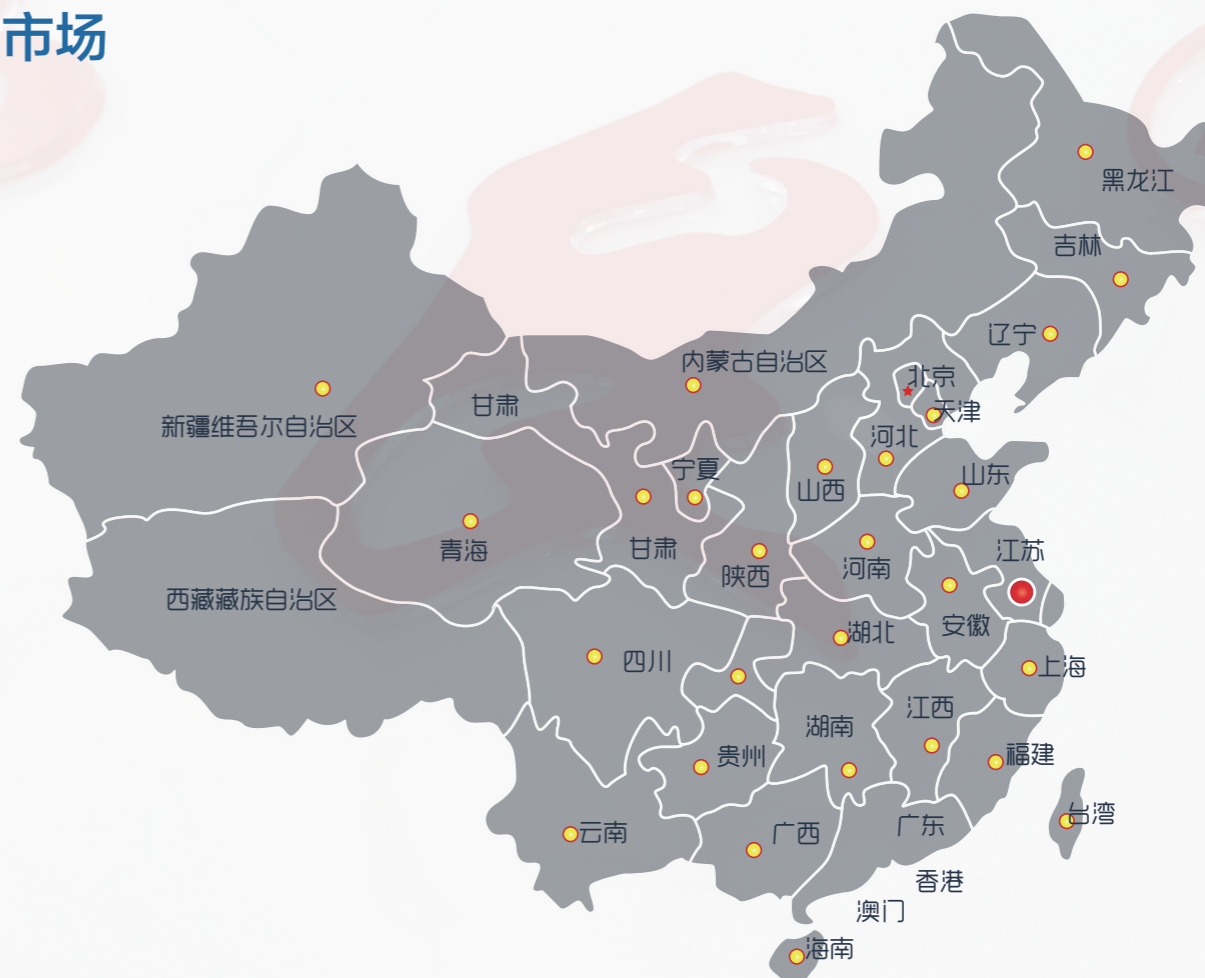 市场
黑龙江
吉林
辽宁
内蒙古自治区
北京
甘肃
天津
新疆维吾尔自治区
河北
宁夏
山东
山西
青海
甘肃
江苏
河南
陕西
西藏藏族自治区
安徽
湖北
四川
上海
江西
湖南
贵州
福建
台湾
广东
云南
广西
香港
澳门
海南